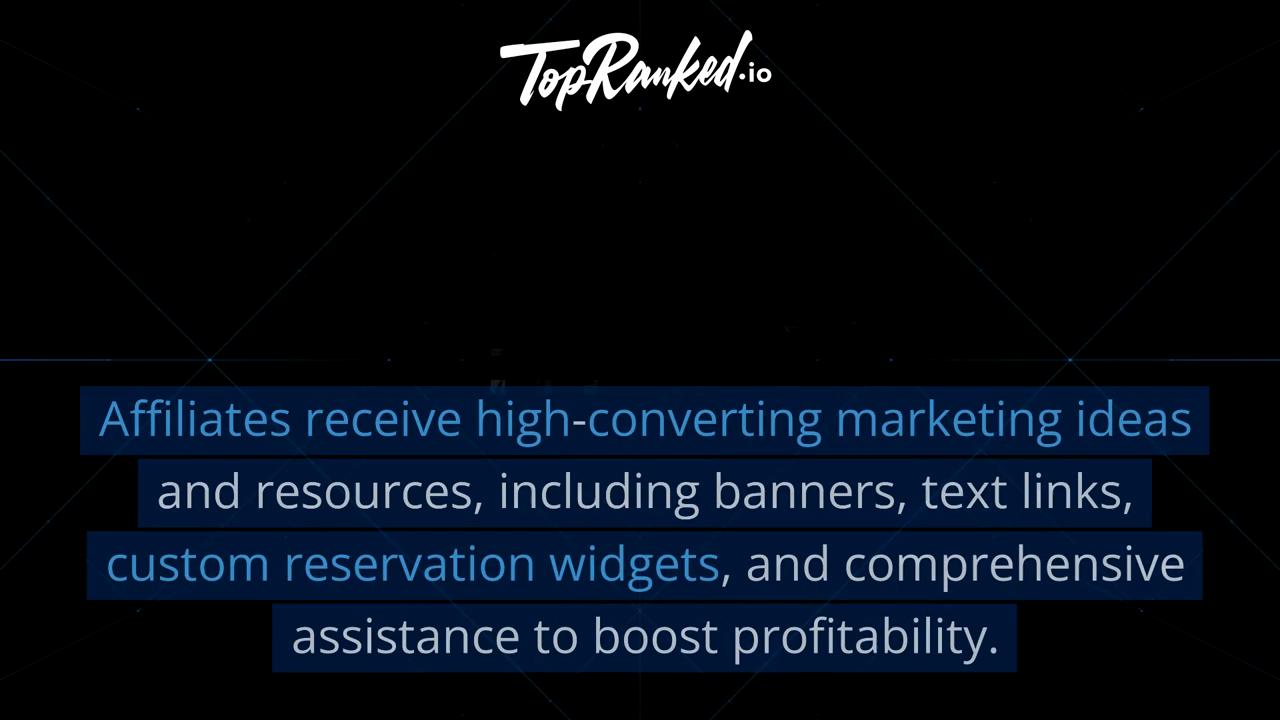 TopRanked.io
Affiliates receive high-converting marketing ideas
and resources, including banners, text links,
custom reservation widgets, and comprehensive
assistance to boost profitability.